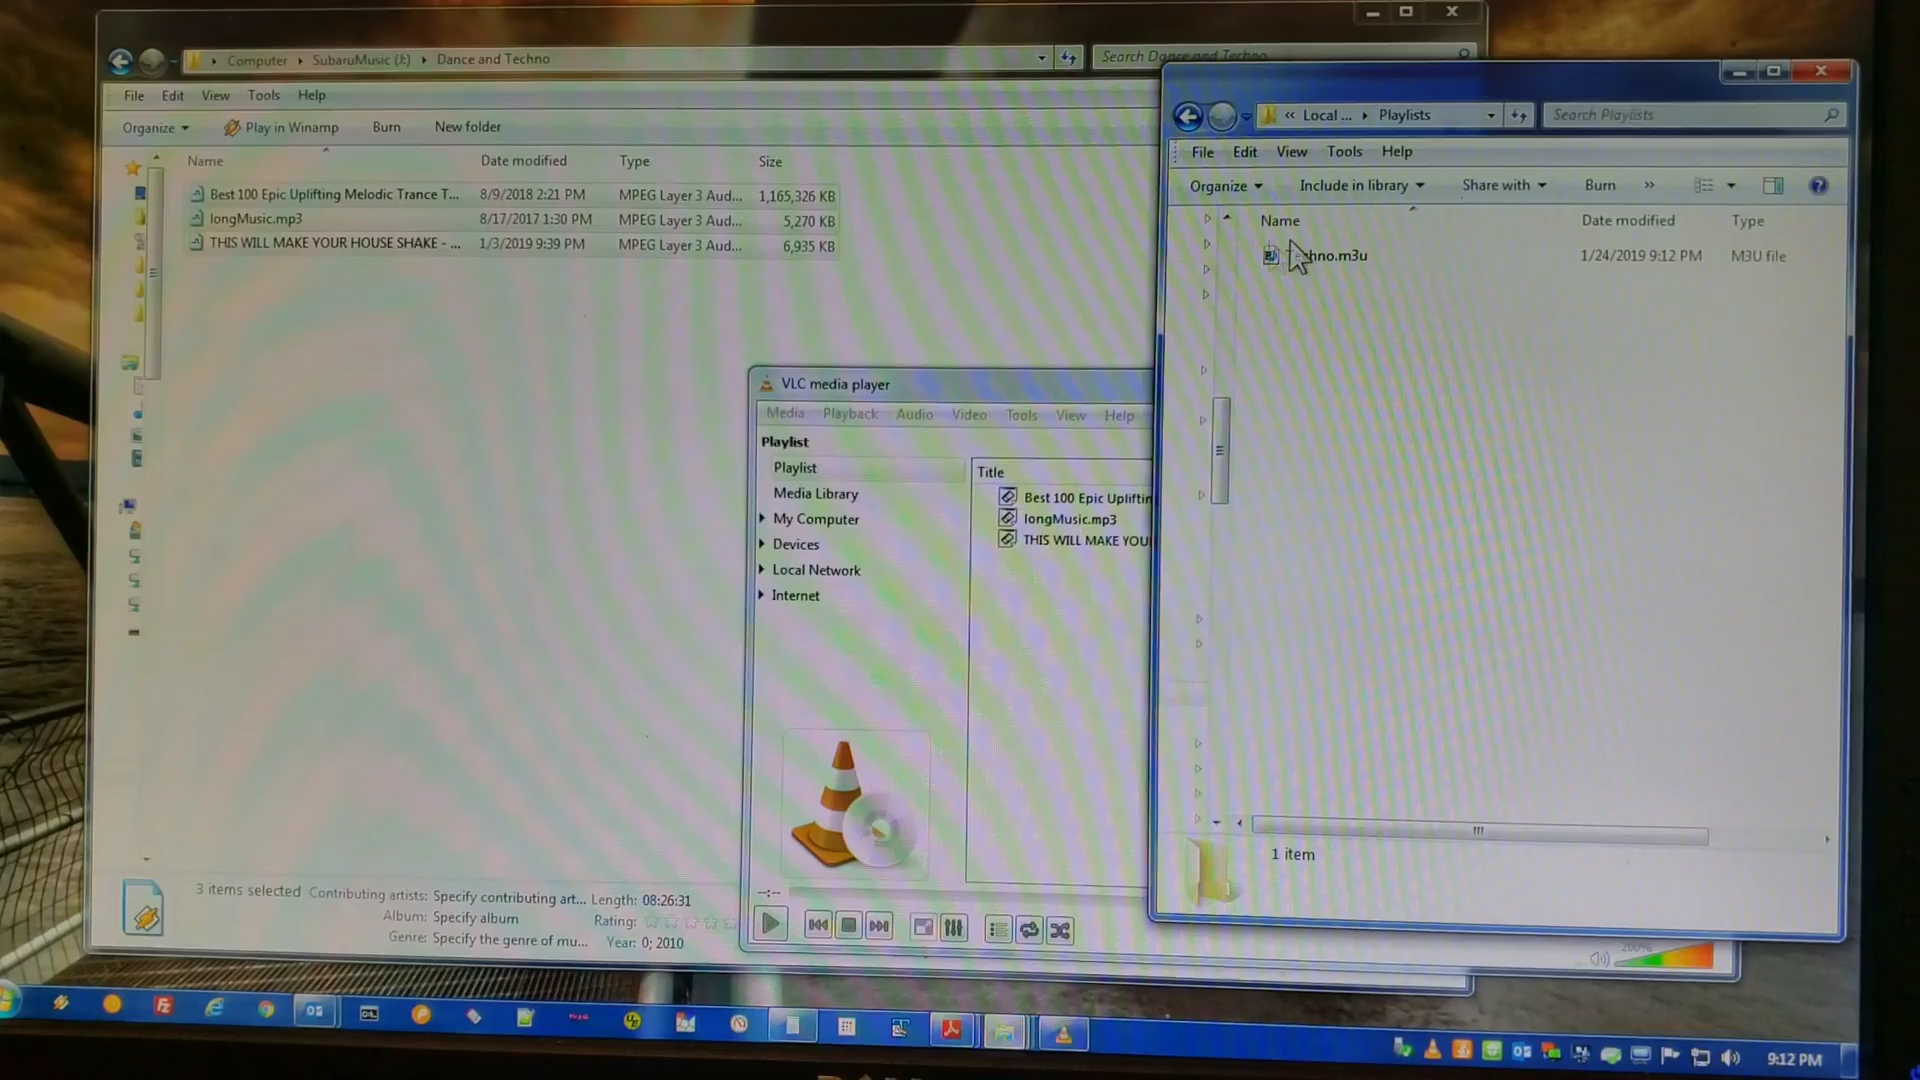 Computer SubaruMusic (J:) Dance and Techno
Search Dance and Techno
File Edit View Tools Help
Organize Play in Winamp Burn New folder
Name Date modified Type Size
Best 100 Epic Uplifting Melodic Trance T... 8/9/2018 2:21 PM MPEG Layer 3 Aud... 1,165,326 KB
longMusic.mp3 8/17/2017 1:30 PM MPEG Layer 3 Aud... 5,270 KB
THIS WILL MAKE YOUR HOUSE SHAKE - ... 1/3/2019 9:39 PM MPEG Layer 3 Aud... 6,935 KB
3 items selected Contributing artists: Specify contributing art... Length: 08:26:31
Album: Specify album Rating:
Genre: Specify the genre of mu... Year: 0; 2010
VLC media player
Media Playback Audio Video Tools View Help
Playlist
Playlist
Media Library
My Computer
Devices
Local Network
Internet
Title
Best 100 Epic Upliftin
longMusic.mp3
THIS WILL MAKE YOU
--:--
200%
« Local ... Playlists
Search Playlists
File Edit View Tools Help
Organize Include in library Share with Burn »
Name Date modified Type
hno.m3u 1/24/2019 9:12 PM M3U file
1 item
9:12 PM